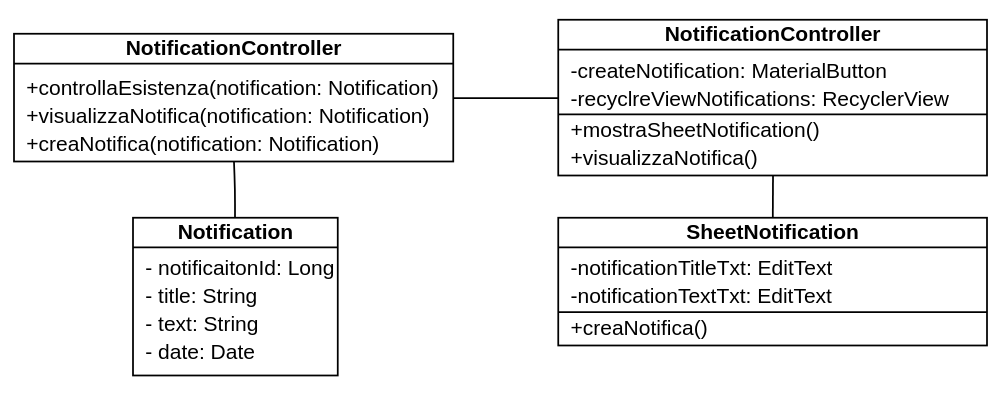 NotificationController
+controllaEsistenza(notification: Notification)
+visualizzaNotifica(notification: Notification)
+creaNotifica(notification: Notification)
NotificationController
-createNotification: MaterialButton
-recyclreViewNotifications: RecyclerView
+mostraSheetNotification()
+visualizzaNotifica()
Notification
- notificaitonId: Long
- title: String
- text: String
- date: Date
SheetNotification
-notificationTitleTxt: EditText
-notificationTextTxt: EditText
+creaNotifica()